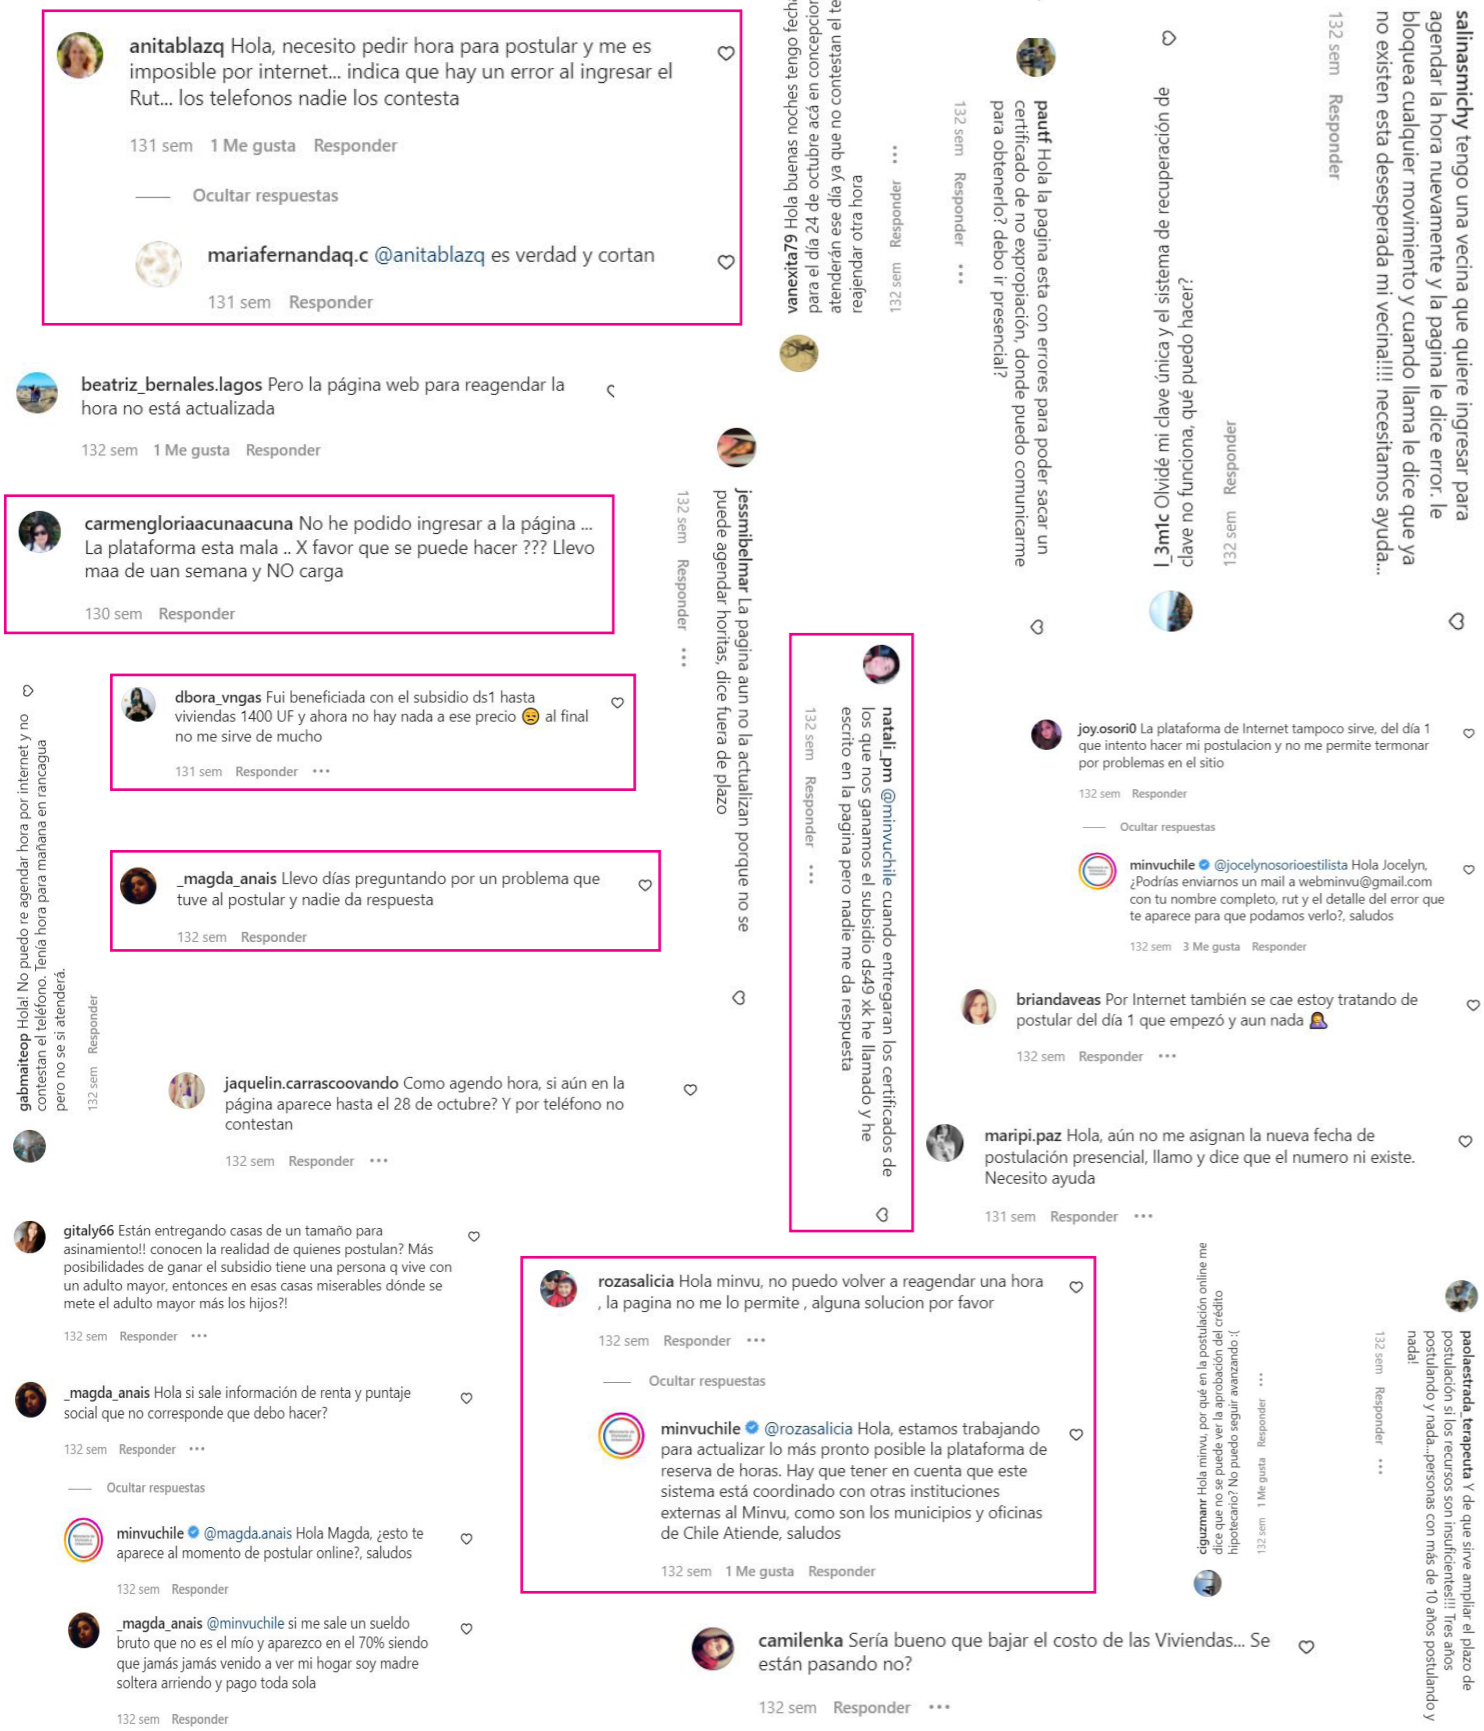 anitablazq Hola, necesito pedir hora para postular y me es
imposible por internet... indica que hay un error al ingresar el
Rut... los telefonos nadie los contesta
131 sem 1 Me gusta Responder
Ocultar respuestas
mariafernandaq.c @anitablazq es verdad y cortan
131 sem Responder
beatriz_bernales.lagos Pero la página web para reagendar la
hora no está actualizada
132 sem 1 Me gusta Responder
carmengloriaacunaacuna No he podido ingresar a la página ...
La plataforma esta mala .. X favor que se puede hacer ??? Llevo
maa de uan semana y NO carga
130 sem Responder
dbora_vngas Fui beneficiada con el subsidio ds1 hasta
viviendas 1400 UF y ahora no hay nada a ese precio 😒 al final
no me sirve de mucho
131 sem Responder •••
_magda_anais Llevo días preguntando por un problema que
tuve al postular y nadie da respuesta
132 sem Responder
gabmaiteop Hola! No puedo re agendar hora por internet y no
contestan el teléfono. Tenía hora para mañana en rancagua
pero no se si atenderá.
132 sem Responder
jaquelin.carrascoovando Como agendo hora, si aún en la
página aparece hasta el 28 de octubre? Y por teléfono no
contestan
132 sem Responder •••
gitaly66 Están entregando casas de un tamaño para
asinamiento!! conocen la realidad de quienes postulan? Más
posibilidades de ganar el subsidio tiene una persona q vive con
un adulto mayor, entonces en esas casas miserables dónde se
mete el adulto mayor más los hijos?!
132 sem Responder •••
_magda_anais Hola si sale información de renta y puntaje
social que no corresponde que debo hacer?
132 sem Responder •••
Ocultar respuestas
minvuchile @magda.anais Hola Magda, ¿esto te
aparece al momento de postular online?, saludos
132 sem Responder
_magda_anais @minvuchile si me sale un sueldo
bruto que no es el mío y aparezco en el 70% siendo
que jamás jamás venido a ver mi hogar soy madre
soltera arriendo y pago toda sola
132 sem Responder
jessmibelmar La pagina aun no la actualizan porque no se
puede agendar horitas, dice fuera de plazo
132 sem Responder •••
vanexita79 Hola buenas noches tengo fecha
para el día 24 de octubre acá en concepcion
atenderán ese día ya que no contestan el te
reajendar otra hora
132 sem Responder •••
pautf Hola la pagina esta con errores para poder sacar un
certificado de no expropiación, donde puedo comunicarme
para obtenerlo? debo ir presencial?
132 sem Responder •••
l_3m1c Olvidé mi clave única y el sistema de recuperación de
clave no funciona, qué puedo hacer?
132 sem Responder
salinasmichy tengo una vecina que quiere ingresar para
agendar la hora nuevamente y la pagina le dice error. le
bloquea cualquier movimiento y cuando llama le dice que ya
no existen esta desesperada mi vecina!!!! necesitamos ayuda...
132 sem Responder
natali_pm @minvuchile cuando entregaran los certificados de
los que nos ganamos el subsidio ds49 xk he llamado y he
escrito en la pagina pero nadie me da respuesta
132 sem Responder •••
joy.osori0 La plataforma de Internet tampoco sirve, del día 1
que intento hacer mi postulacion y no me permite termonar
por problemas en el sitio
132 sem Responder
Ocultar respuestas
minvuchile @jocelynosorioestilista Hola Jocelyn,
¿Podrías enviarnos un mail a webminvu@gmail.com
con tu nombre completo, rut y el detalle del error que
te aparece para que podamos verlo?, saludos
132 sem 3 Me gusta Responder
briandaveas Por Internet también se cae estoy tratando de
postular del día 1 que empezó y aun nada 🤦‍♀️
132 sem Responder •••
maripi.paz Hola, aún no me asignan la nueva fecha de
postulación presencial, llamo y dice que el numero ni existe.
Necesito ayuda
131 sem Responder •••
rozasalicia Hola minvu, no puedo volver a reagendar una hora
, la pagina no me lo permite , alguna solucion por favor
132 sem Responder •••
Ocultar respuestas
minvuchile @rozasalicia Hola, estamos trabajando
para actualizar lo más pronto posible la plataforma de
reserva de horas. Hay que tener en cuenta que este
sistema está coordinado con otras instituciones
externas al Minvu, como son los municipios y oficinas
de Chile Atiende, saludos
132 sem 1 Me gusta Responder
ciguzmanr Hola minvu, por qué en la postulación online me
dice que no se puede ver la aprobación del crédito
hipotecario? No puedo seguir avanzando :(
132 sem 1 Me gusta Responder •••
paolaestrada_terapeuta Y de que sirve ampliar el plazo de
postulación si los recursos son insuficientes!!! Tres años
postulando y nada...personas con más de 10 años postulando y
nada!
132 sem Responder •••
camilenka Sería bueno que bajar el costo de las Viviendas... Se
están pasando no?
132 sem Responder •••